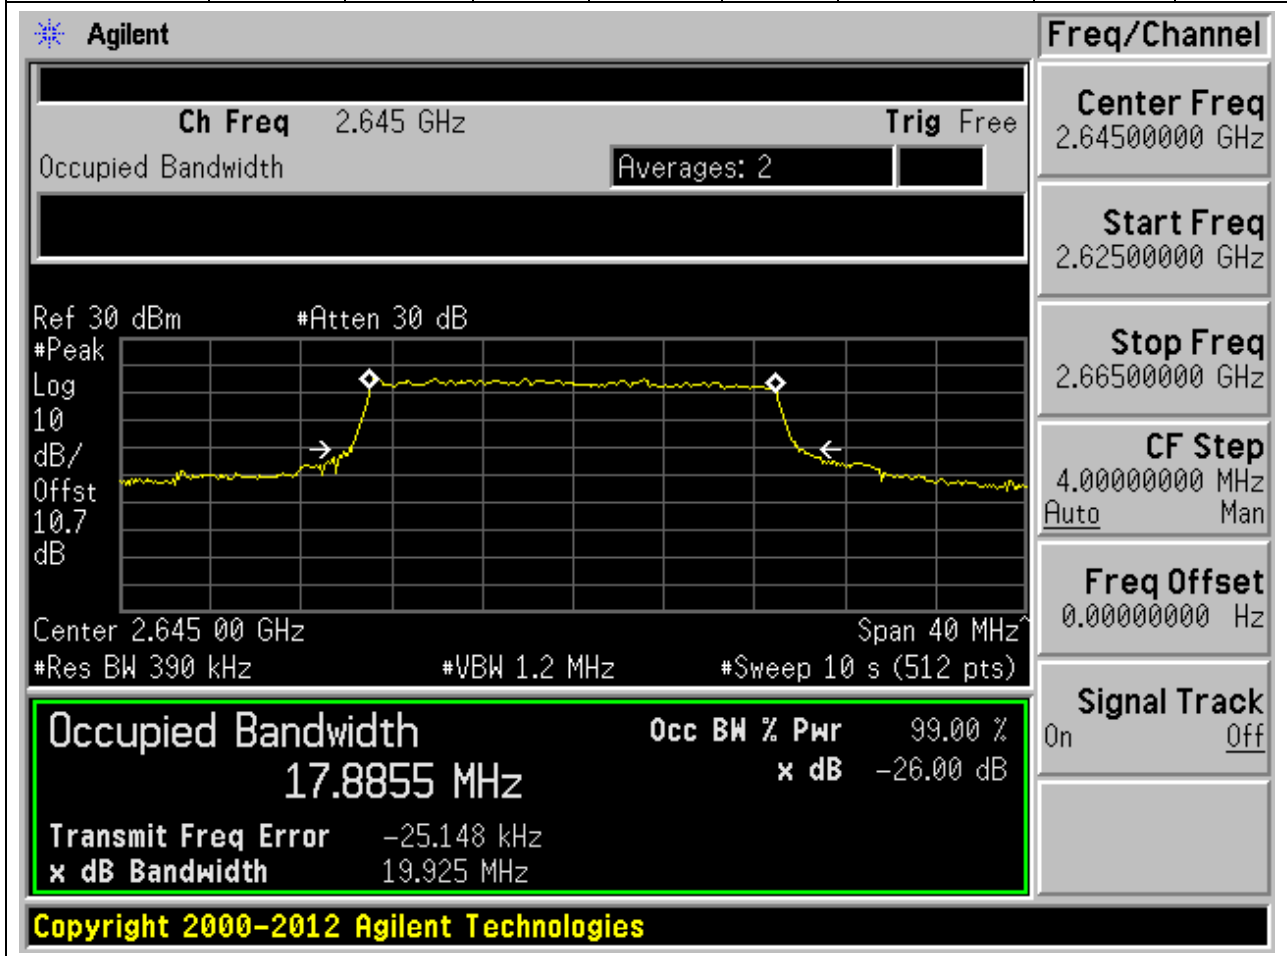 Agilent
Freq/Channel
Ch Freq 2.645 GHz Trig Free
Occupied Bandwidth Averages: 2
Center Freq
2.64500000 GHz
Start Freq
2.62500000 GHz
Stop Freq
2.66500000 GHz
CF Step
4.00000000 MHz
Auto Man
Freq Offset
0.00000000 Hz
Signal Track
On Off
Ref 30 dBm #Atten 30 dB
#Peak
Log
10
dB/
Offst
10.7
dB
Center 2.645 00 GHz Span 40 MHz^
#Res BW 390 kHz #VBW 1.2 MHz #Sweep 10 s (512 pts)
Occupied Bandwidth Occ BW % Pwr 99.00 %
17.8855 MHz x dB -26.00 dB
Transmit Freq Error -25.148 kHz
x dB Bandwidth 19.925 MHz
Copyright 2000-2012 Agilent Technologies